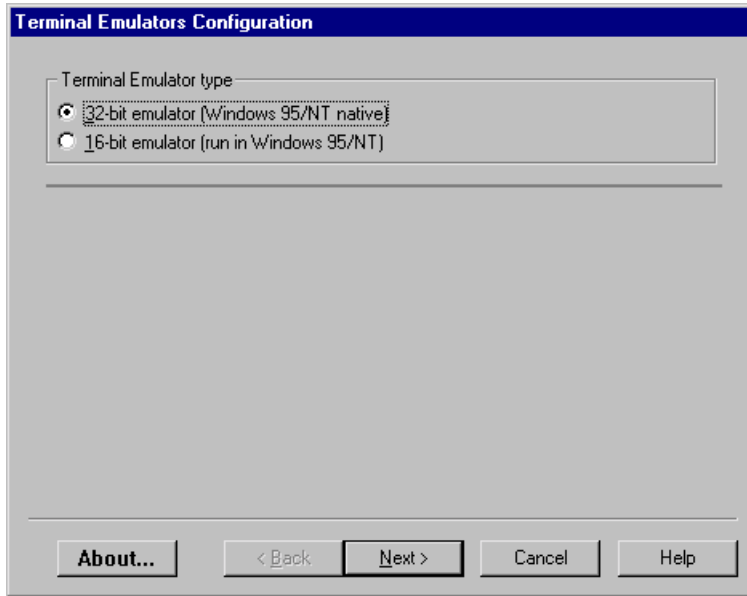 Terminal Emulators Configuration
Terminal Emulator type
32-bit emulator (Windows 95/NT native)
16-bit emulator (run in Windows 95/NT)
About... < Back Next > Cancel Help